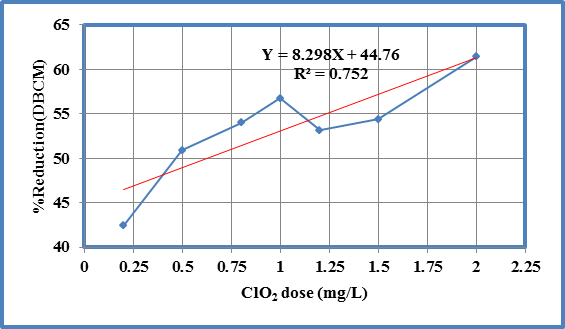 65
60
55
50
45
40
%Reduction(DBCM)
Y = 8.298X + 44.76
R² = 0.752
0 0.25 0.5 0.75 1 1.25 1.5 1.75 2 2.25
ClO₂ dose (mg/L)